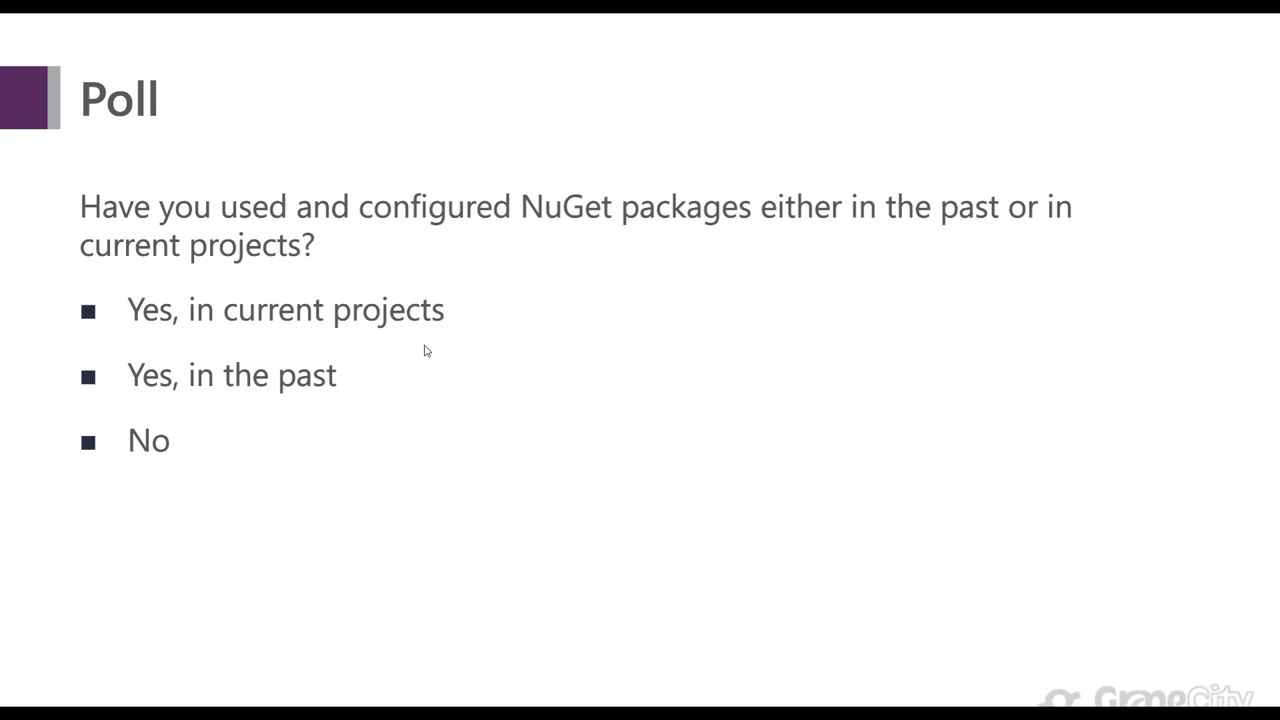 Poll
Have you used and configured NuGet packages either in the past or in
current projects?
Yes, in current projects
Yes, in the past
No
GrapeCity